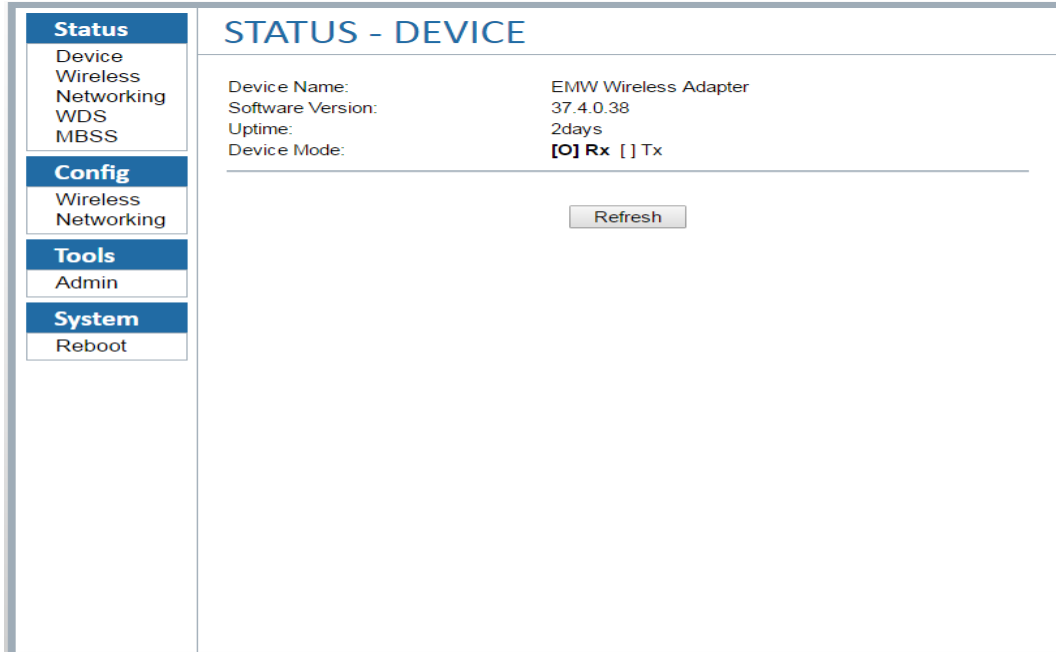 Status
Device
Wireless
Networking
WDS
MBSS
Config
Wireless
Networking
Tools
Admin
System
Reboot
STATUS - DEVICE
Device Name: EMW Wireless Adapter
Software Version: 37.4.0.38
Uptime: 2days
Device Mode: [O] Rx [ ] Tx
Refresh